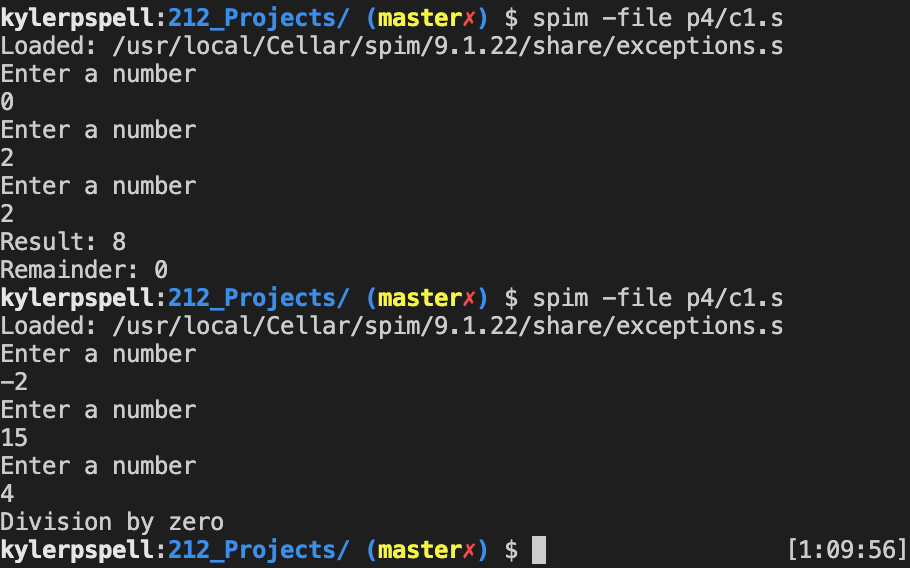 kylerpspell:212_Projects/ (master✗) $ spim -file p4/c1.s
Loaded: /usr/local/Cellar/spim/9.1.22/share/exceptions.s
Enter a number
0
Enter a number
2
Enter a number
2
Result: 8
Remainder: 0
kylerpspell:212_Projects/ (master✗) $ spim -file p4/c1.s
Loaded: /usr/local/Cellar/spim/9.1.22/share/exceptions.s
Enter a number
-2
Enter a number
15
Enter a number
4
Division by zero
kylerpspell:212_Projects/ (master✗) $ [1:09:56]